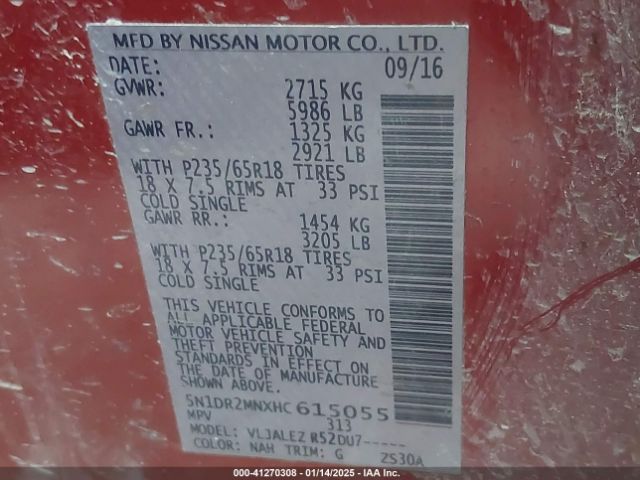 MFD BY NISSAN MOTOR CO., LTD.
DATE: 09/16
GVWR: 2715 KG
5986 LB
GAWR FR.: 1325 KG
2921 LB
WITH P235/65R18 TIRES
18 X 7.5 RIMS AT 33 PSI
COLD SINGLE
GAWR RR.: 1454 KG
3205 LB
WITH P235/65R18 TIRES
18 X 7.5 RIMS AT 33 PSI
COLD SINGLE
THIS VEHICLE CONFORMS TO
ALL APPLICABLE FEDERAL
MOTOR VEHICLE SAFETY AND
THEFT PREVENTION
STANDARDS IN EFFECT ON
THE DATE OF MANUFACTURE
SHOWN ABOVE.
5N1DR2MNXHC 615055
MPV 313
MODEL: VLJALEZ R52DU7-----
COLOR: NAH TRIM: G ZS30A
000-41270308 - 01/14/2025 - IAA Inc.